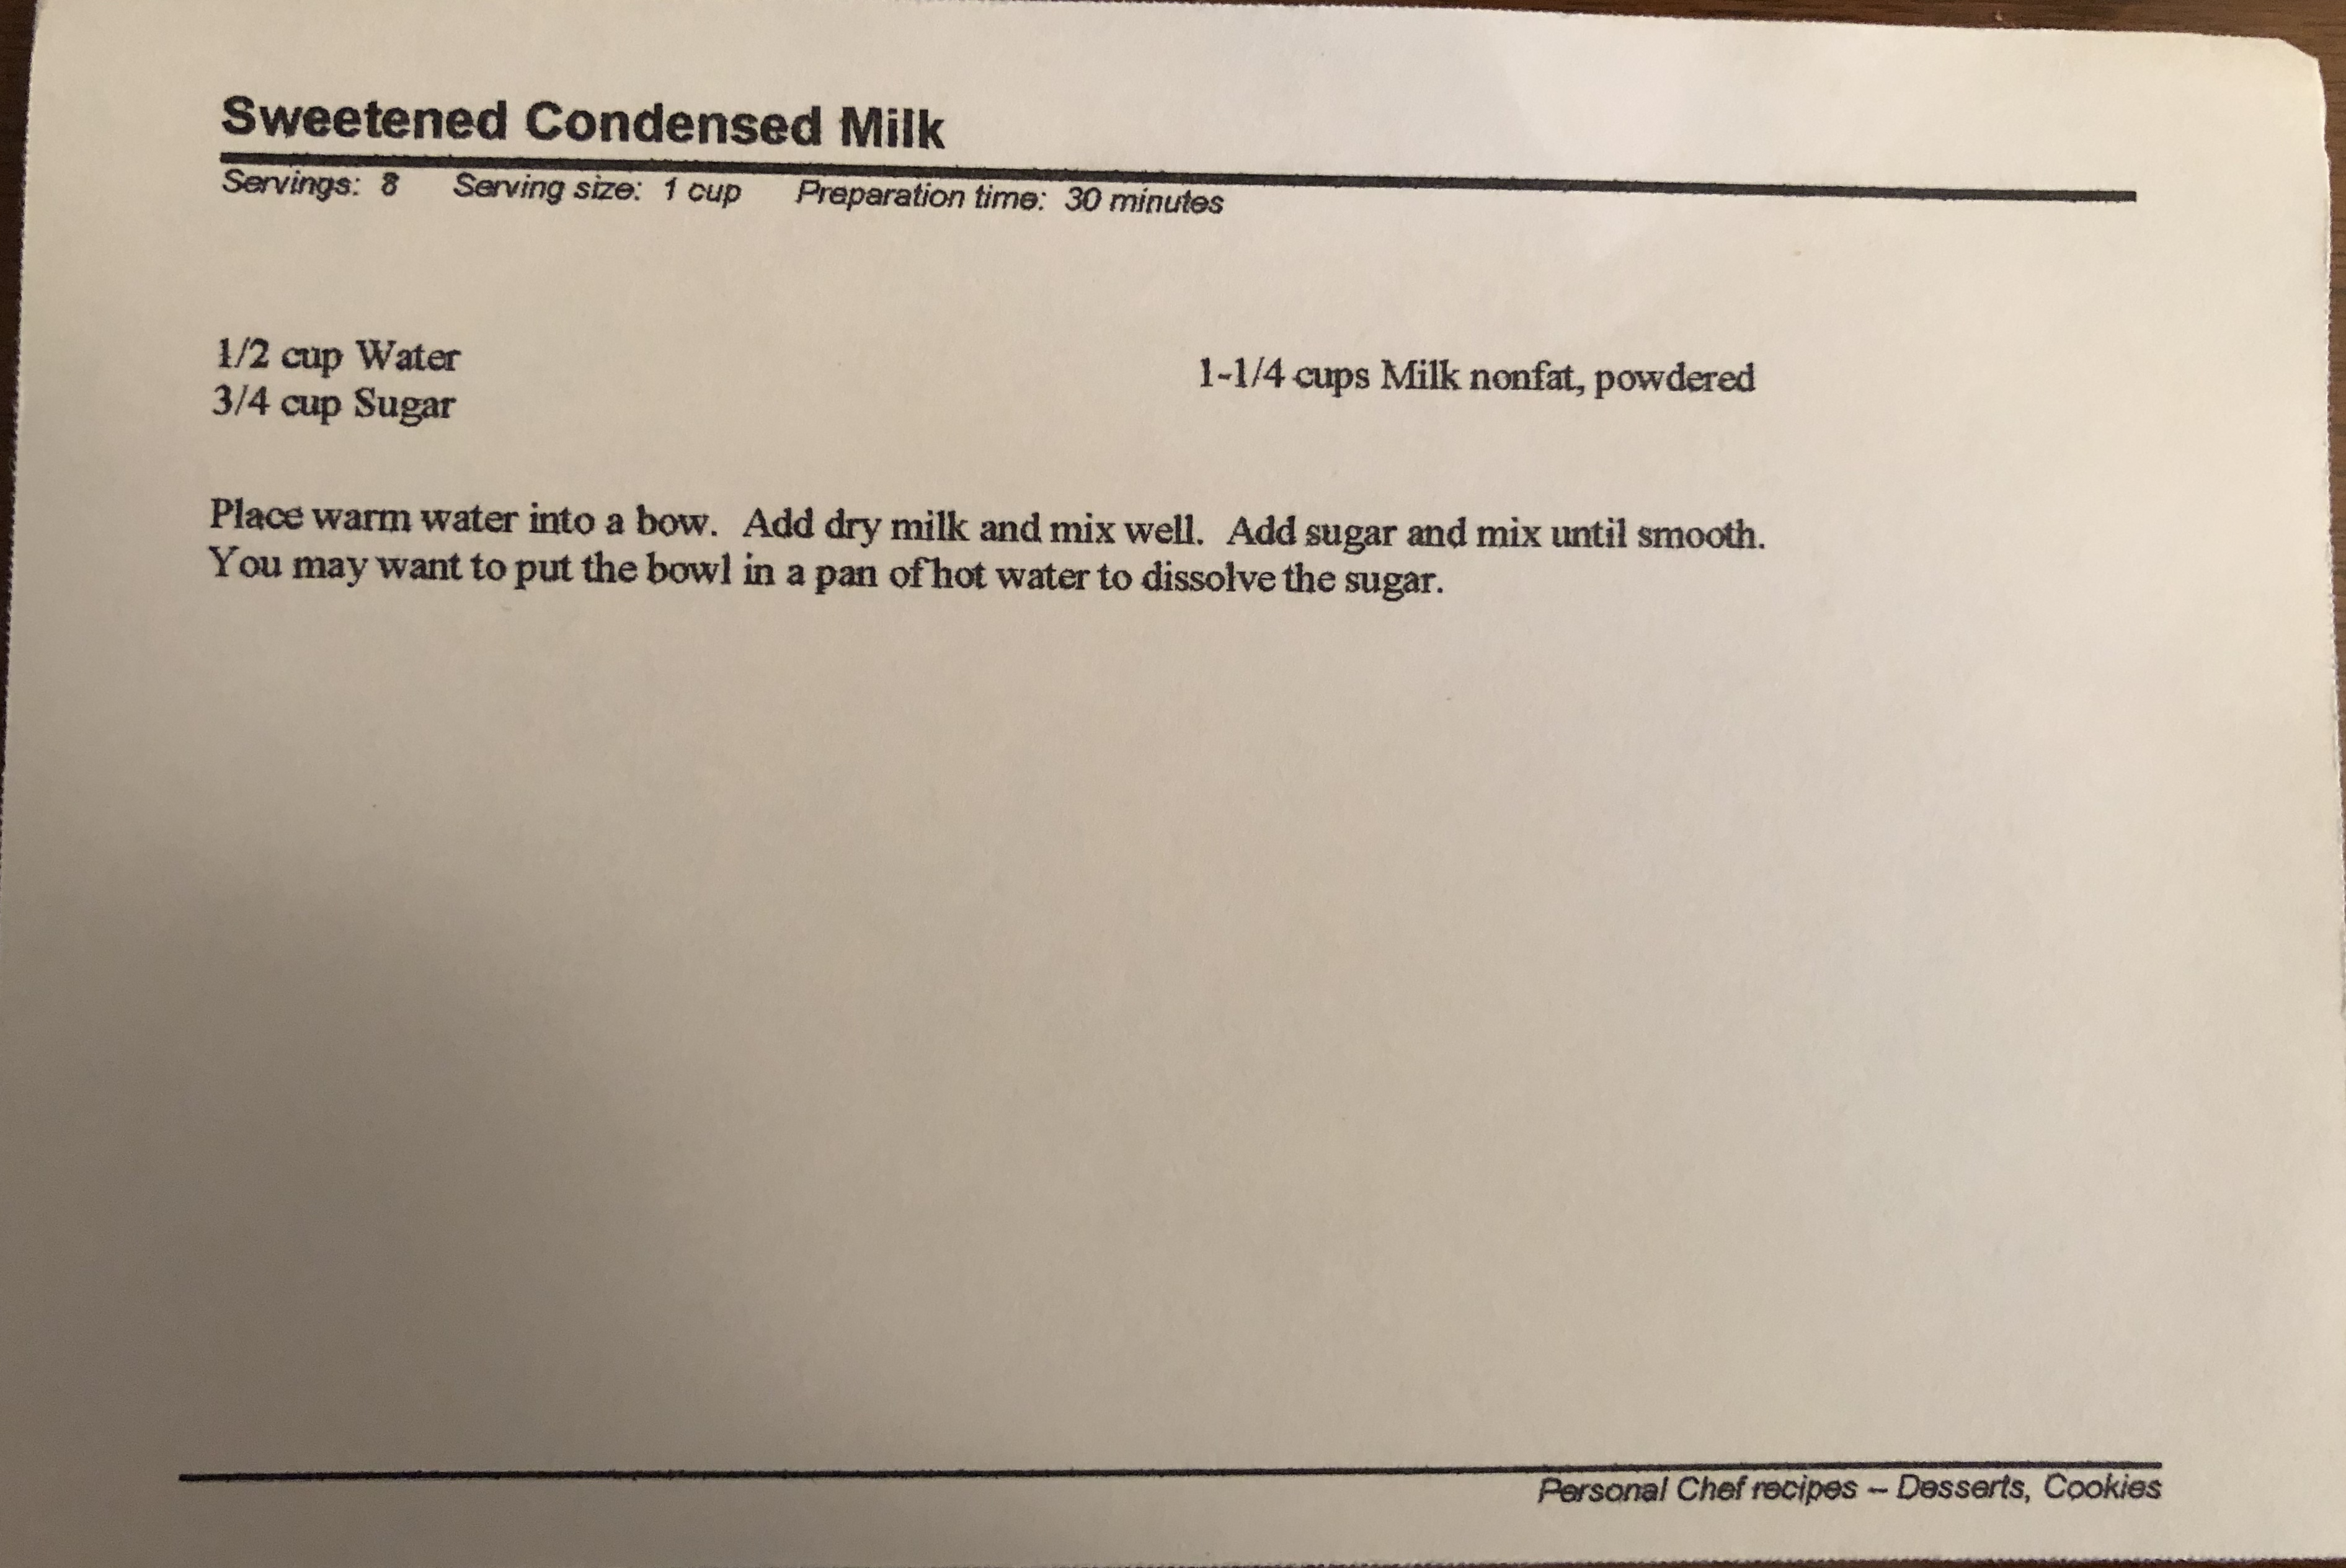 Sweetened Condensed Milk
Servings: 8 Serving size: 1 cup Preparation time: 30 minutes
1/2 cup Water
3/4 cup Sugar
1-1/4 cups Milk nonfat, powdered
Place warm water into a bow. Add dry milk and mix well. Add sugar and mix until smooth.
You may want to put the bowl in a pan of hot water to dissolve the sugar.
Personal Chef recipes – Desserts, Cookies